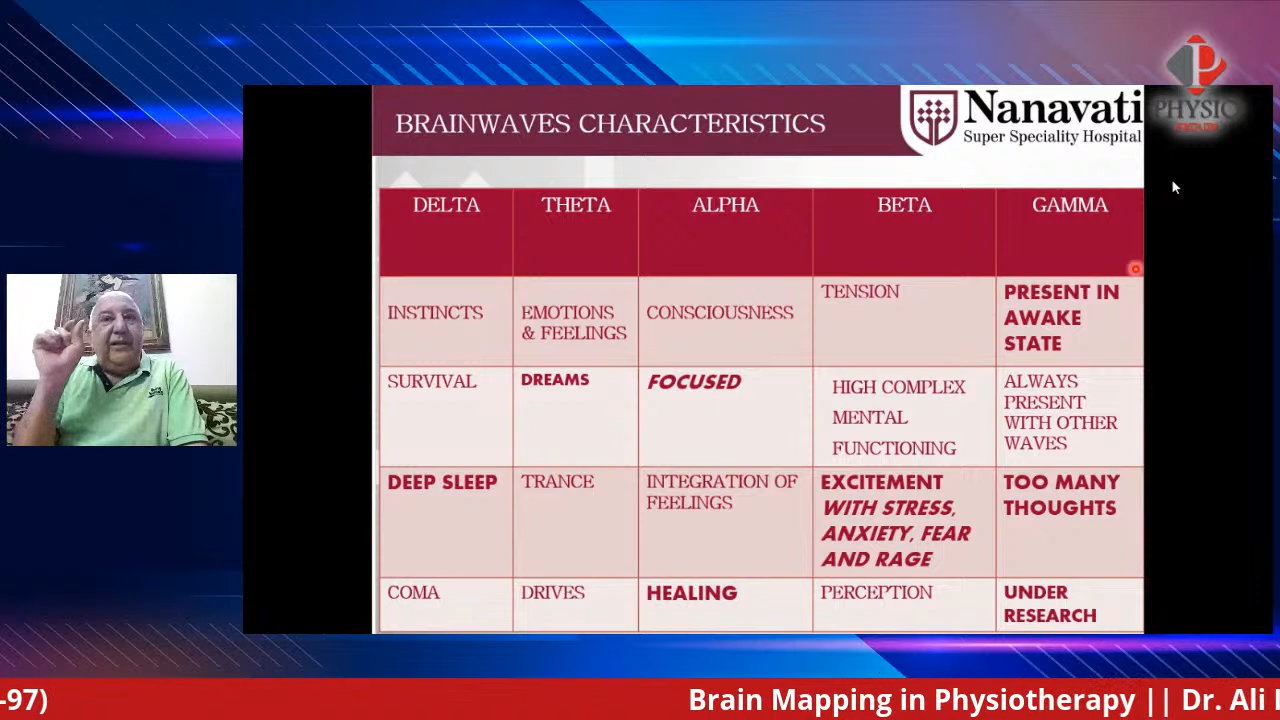 PHYSIO
BRAINWAVES CHARACTERISTICS
Nanavati
Super Speciality Hospital
DELTA
THETA
ALPHA
BETA
GAMMA
INSTINCTS
EMOTIONS
& FEELINGS
CONSCIOUSNESS
TENSION
PRESENT IN
AWAKE
STATE
SURVIVAL
DREAMS
FOCUSED
HIGH COMPLEX
MENTAL
FUNCTIONING
ALWAYS
PRESENT
WITH OTHER
WAVES
DEEP SLEEP
TRANCE
INTEGRATION OF
FEELINGS
EXCITEMENT
WITH STRESS,
ANXIETY, FEAR
AND RAGE
TOO MANY
THOUGHTS
COMA
DRIVES
HEALING
PERCEPTION
UNDER
RESEARCH
-97)
Brain Mapping in Physiotherapy || Dr. Ali